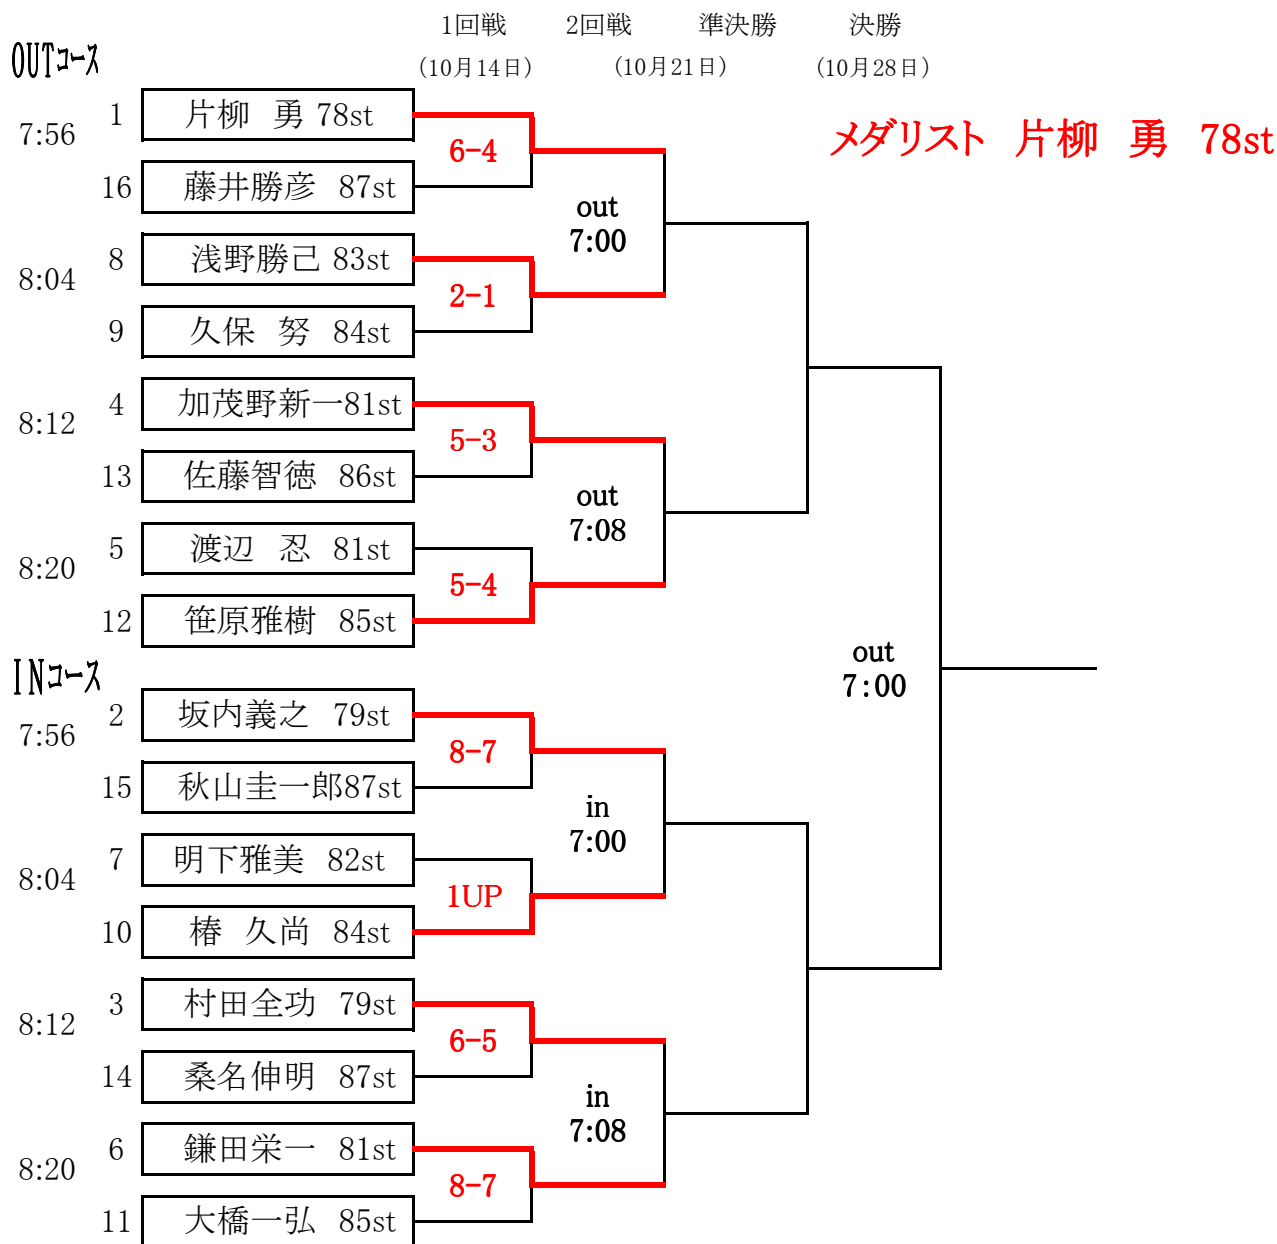 1回戦 2回戦 準決勝 決勝
(10月14日) (10月21日) (10月28日)
OUTコース
メダリスト 片柳 勇 78st
7:56
1 片柳 勇 78st
6-4
16 藤井勝彦 87st
out
7:00
8:04
8 浅野勝己 83st
2-1
9 久保 努 84st
8:12
4 加茂野新一81st
5-3
13 佐藤智徳 86st
out
7:08
8:20
5 渡辺 忍 81st
5-4
12 笹原雅樹 85st
out
7:00
INコース
7:56
2 坂内義之 79st
8-7
15 秋山圭一郎87st
in
7:00
8:04
7 明下雅美 82st
1UP
10 椿 久尚 84st
8:12
3 村田全功 79st
6-5
14 桑名伸明 87st
in
7:08
8:20
6 鎌田栄一 81st
8-7
11 大橋一弘 85st